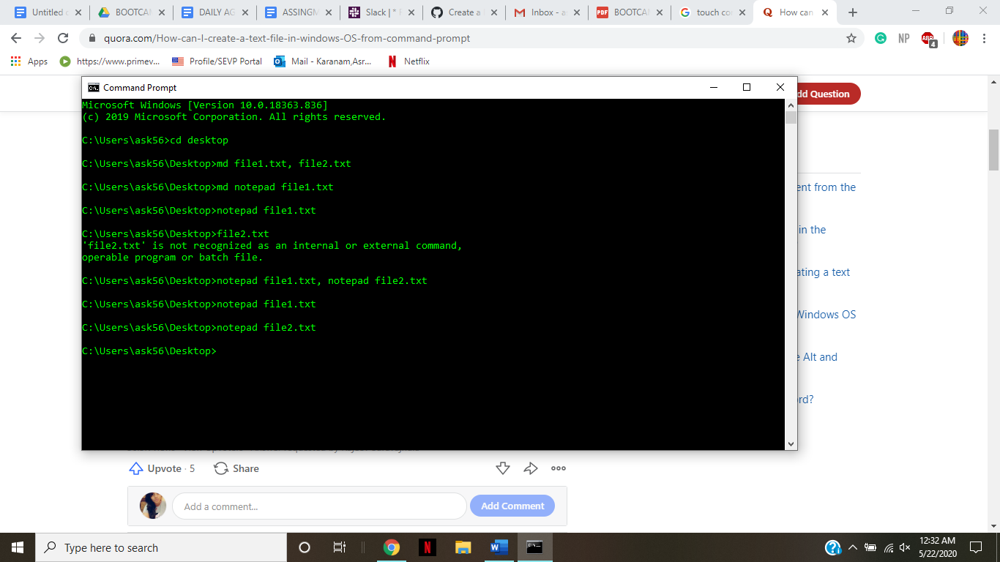 Untitled
BOOTCA
DAILY AG
ASSINGM
Slack | *
Create a
Inbox - a
PDF
BOOTCA
touch co
How can
quora.com/How-can-I-create-a-text-file-in-windows-OS-from-command-prompt
NP
ABP
4
Apps
https://www.primev...
Profile/SEVP Portal
Mail - Karanam,Asr...
Netflix
Command Prompt
dd Question
Microsoft Windows [Version 10.0.18363.836]
(c) 2019 Microsoft Corporation. All rights reserved.
C:\Users\ask56>cd desktop
C:\Users\ask56\Desktop>md file1.txt, file2.txt
C:\Users\ask56\Desktop>md notepad file1.txt
C:\Users\ask56\Desktop>notepad file1.txt
C:\Users\ask56\Desktop>file2.txt
'file2.txt' is not recognized as an internal or external command,
operable program or batch file.
C:\Users\ask56\Desktop>notepad file1.txt, notepad file2.txt
C:\Users\ask56\Desktop>notepad file1.txt
C:\Users\ask56\Desktop>notepad file2.txt
C:\Users\ask56\Desktop>
ent from the
in the
ating a text
Windows OS
e Alt and
ord?
Upvote · 5
Share
Add a comment...
Add Comment
Type here to search
12:32 AM
5/22/2020